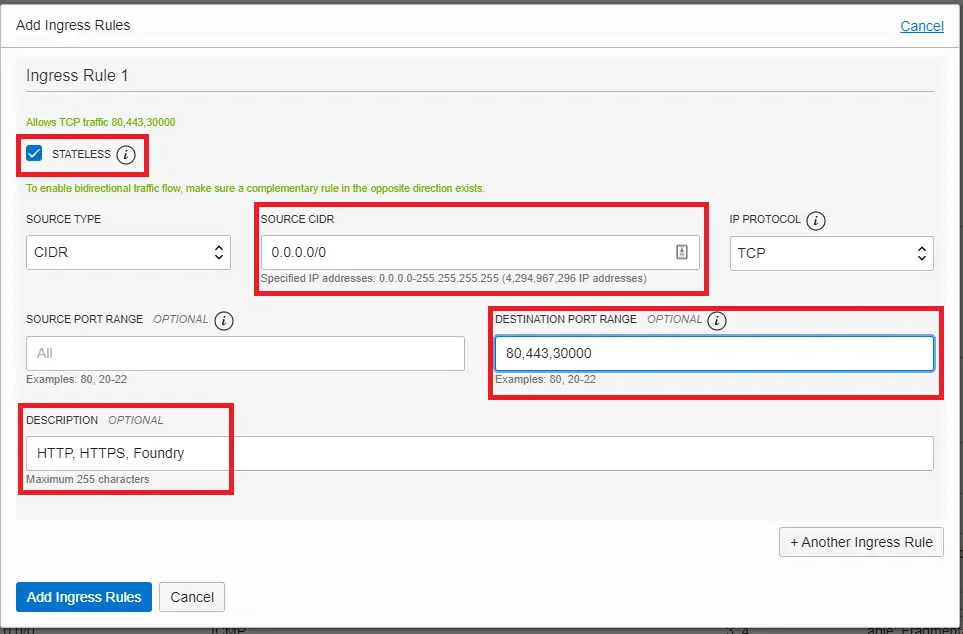 Add Ingress Rules Cancel
Ingress Rule 1
Allows TCP traffic 80,443,30000
STATELESS i
To enable bidirectional traffic flow, make sure a complementary rule in the opposite direction exists.
SOURCE TYPE SOURCE CIDR IP PROTOCOL i
CIDR 0.0.0.0/0 TCP
Specified IP addresses: 0.0.0.0-255.255.255.255 (4,294,967,296 IP addresses)
SOURCE PORT RANGE OPTIONAL i DESTINATION PORT RANGE OPTIONAL i
All 80,443,30000
Examples: 80, 20-22 Examples: 80, 20-22
DESCRIPTION OPTIONAL
HTTP, HTTPS, Foundry
Maximum 255 characters
+ Another Ingress Rule
Add Ingress Rules Cancel